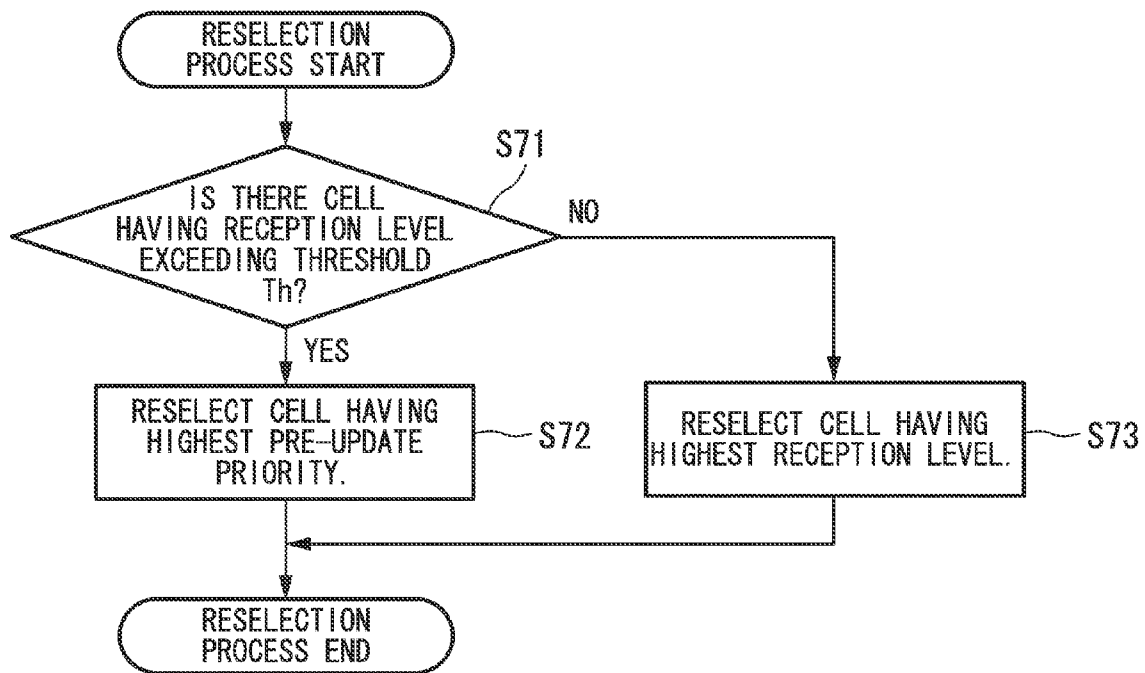 RESELECTION
PROCESS START
S71
IS THERE CELL
HAVING RECEPTION LEVEL
EXCEEDING THRESHOLD
Th?
NO
YES
RESELECT CELL HAVING
HIGHEST PRE-UPDATE
PRIORITY.
S72
RESELECT CELL HAVING
HIGHEST RECEPTION LEVEL.
S73
RESELECTION
PROCESS END